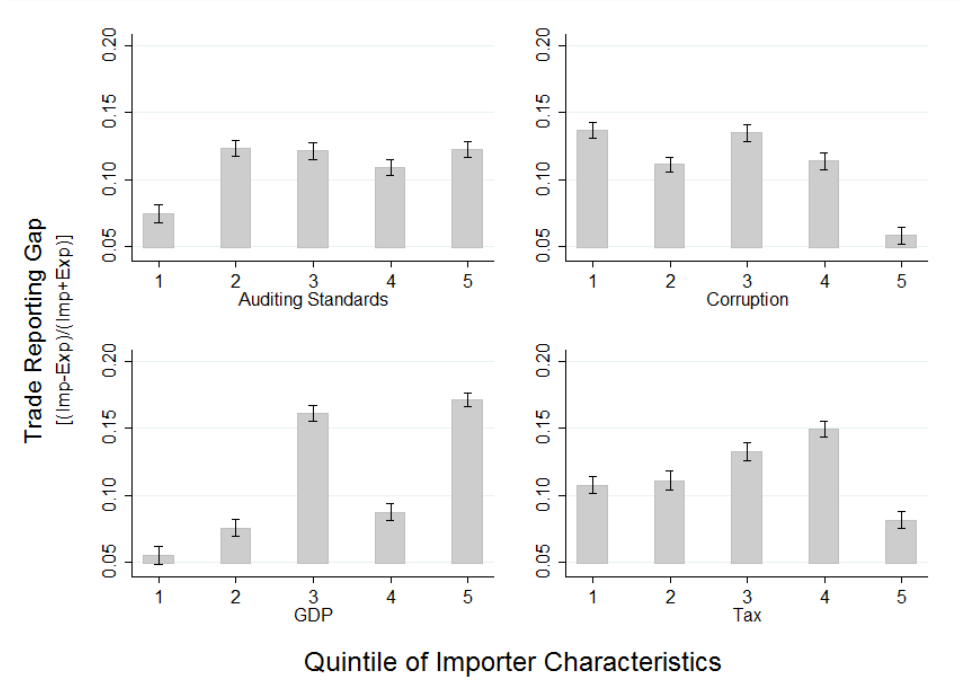 Trade Reporting Gap
[(Imp-Exp)/(Imp+Exp)]
0.20
0.15
0.10
0.05
1 2 3 4 5
Auditing Standards
0.20
0.15
0.10
0.05
1 2 3 4 5
Corruption
0.20
0.15
0.10
0.05
1 2 3 4 5
GDP
0.20
0.15
0.10
0.05
1 2 3 4 5
Tax
Quintile of Importer Characteristics